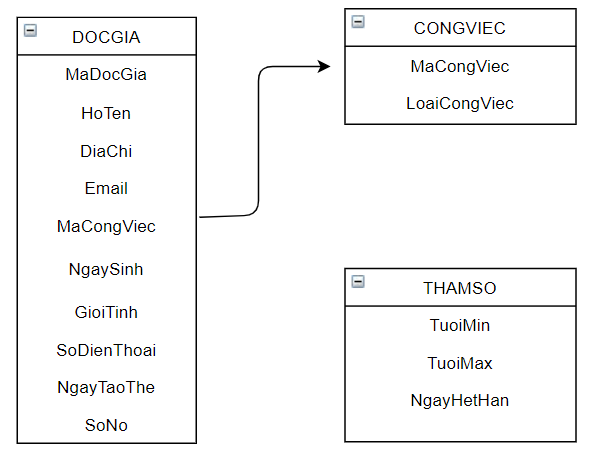 DOCGIA
MaDocGia
HoTen
DiaChi
Email
MaCongViec
NgaySinh
GioiTinh
SoDienThoai
NgayTaoThe
SoNo
CONGVIEC
MaCongViec
LoaiCongViec
THAMSO
TuoiMin
TuoiMax
NgayHetHan